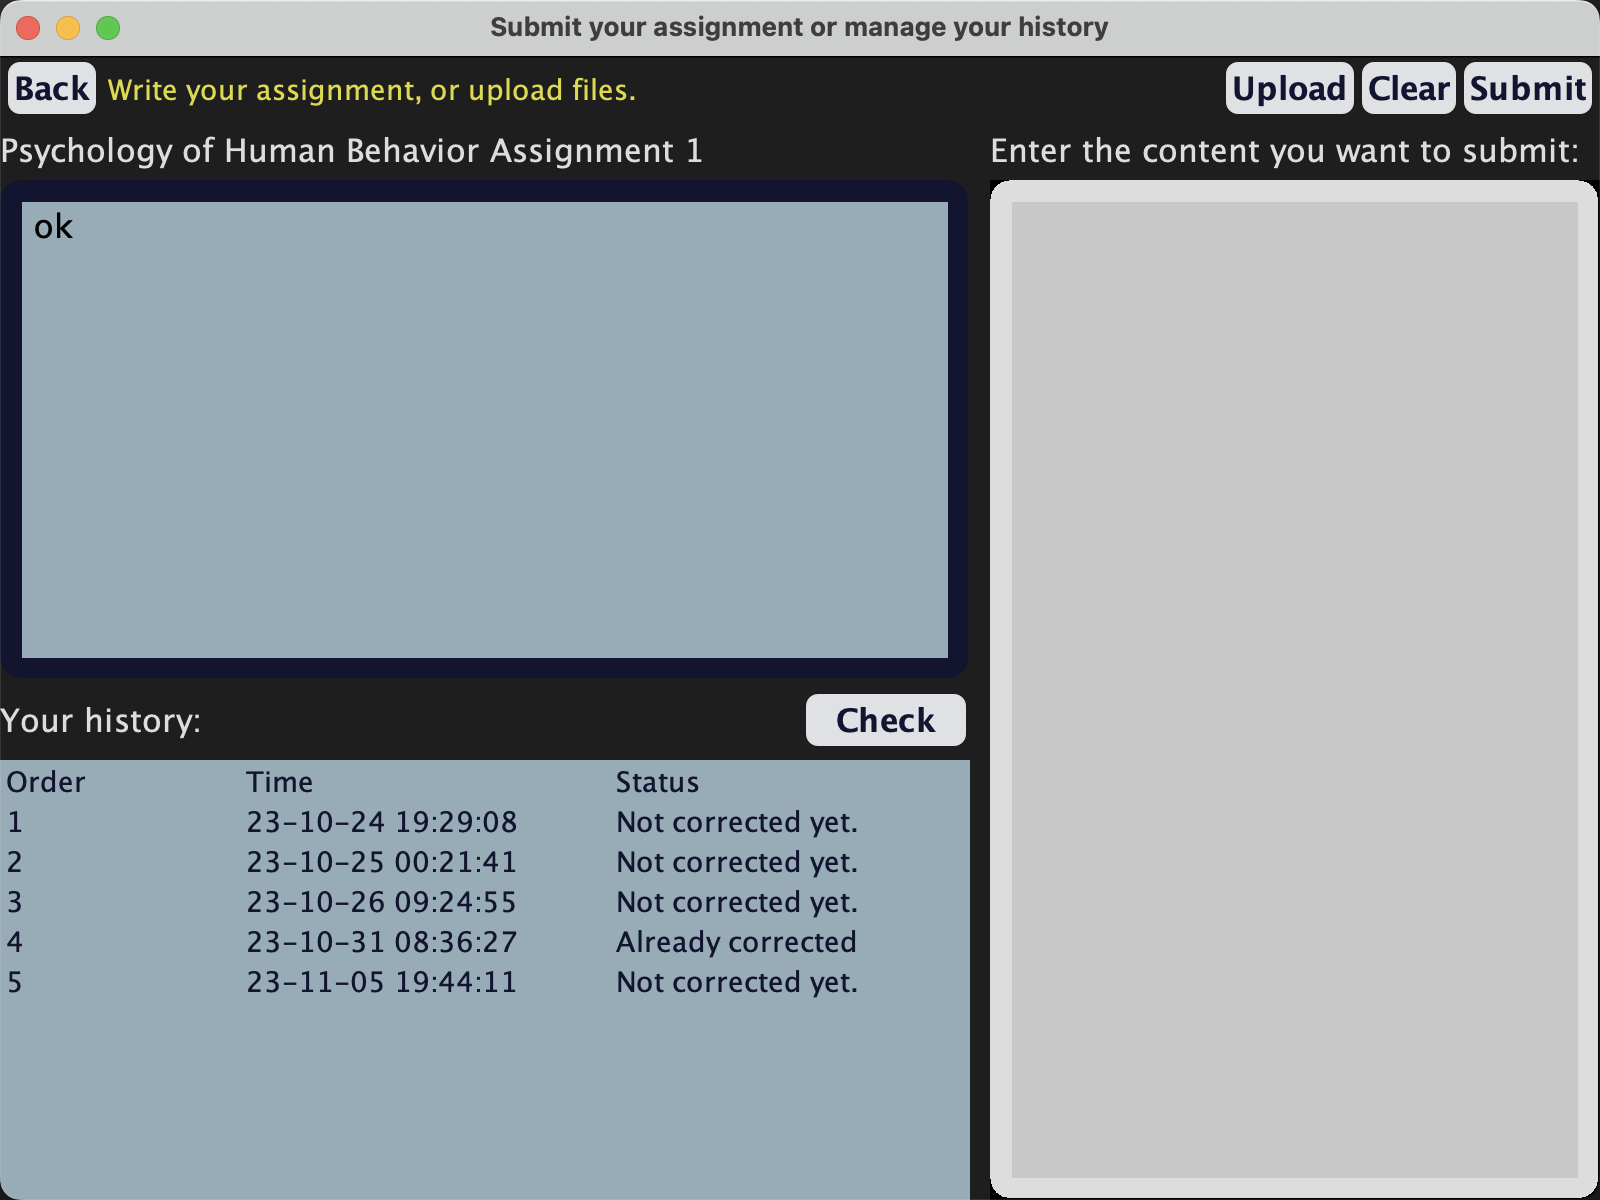 Submit your assignment or manage your history
Back Write your assignment, or upload files. Upload Clear Submit
Psychology of Human Behavior Assignment 1
ok
Enter the content you want to submit:
Your history: Check
Order Time Status
1 23-10-24 19:29:08 Not corrected yet.
2 23-10-25 00:21:41 Not corrected yet.
3 23-10-26 09:24:55 Not corrected yet.
4 23-10-31 08:36:27 Already corrected
5 23-11-05 19:44:11 Not corrected yet.